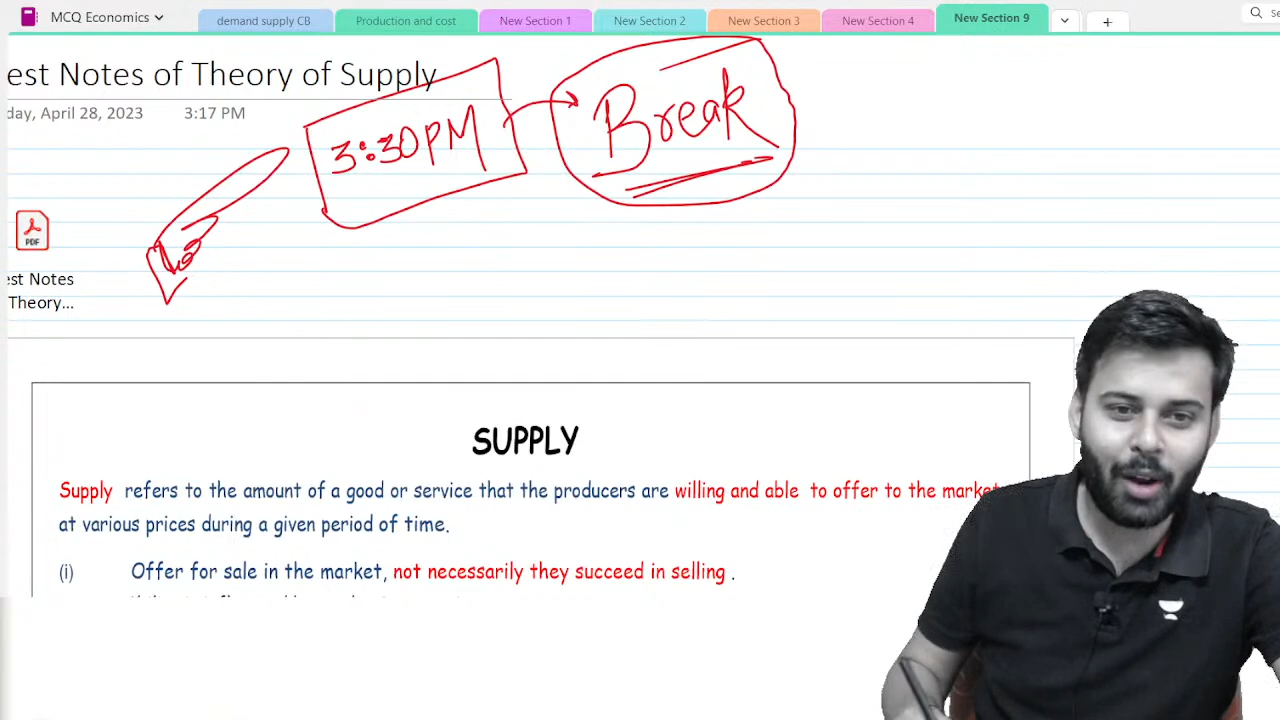 MCQ Economics
demand supply CB
Production and cost
New Section 1
New Section 2
New Section 3
New Section 4
New Section 9
est Notes of Theory of Supply
day, April 28, 2023 3:17 PM
3:30PM
Break
PDF
est Notes
Theory...
SUPPLY
Supply refers to the amount of a good or service that the producers are willing and able to offer to the market
at various prices during a given period of time.
(i) Offer for sale in the market, not necessarily they succeed in selling .